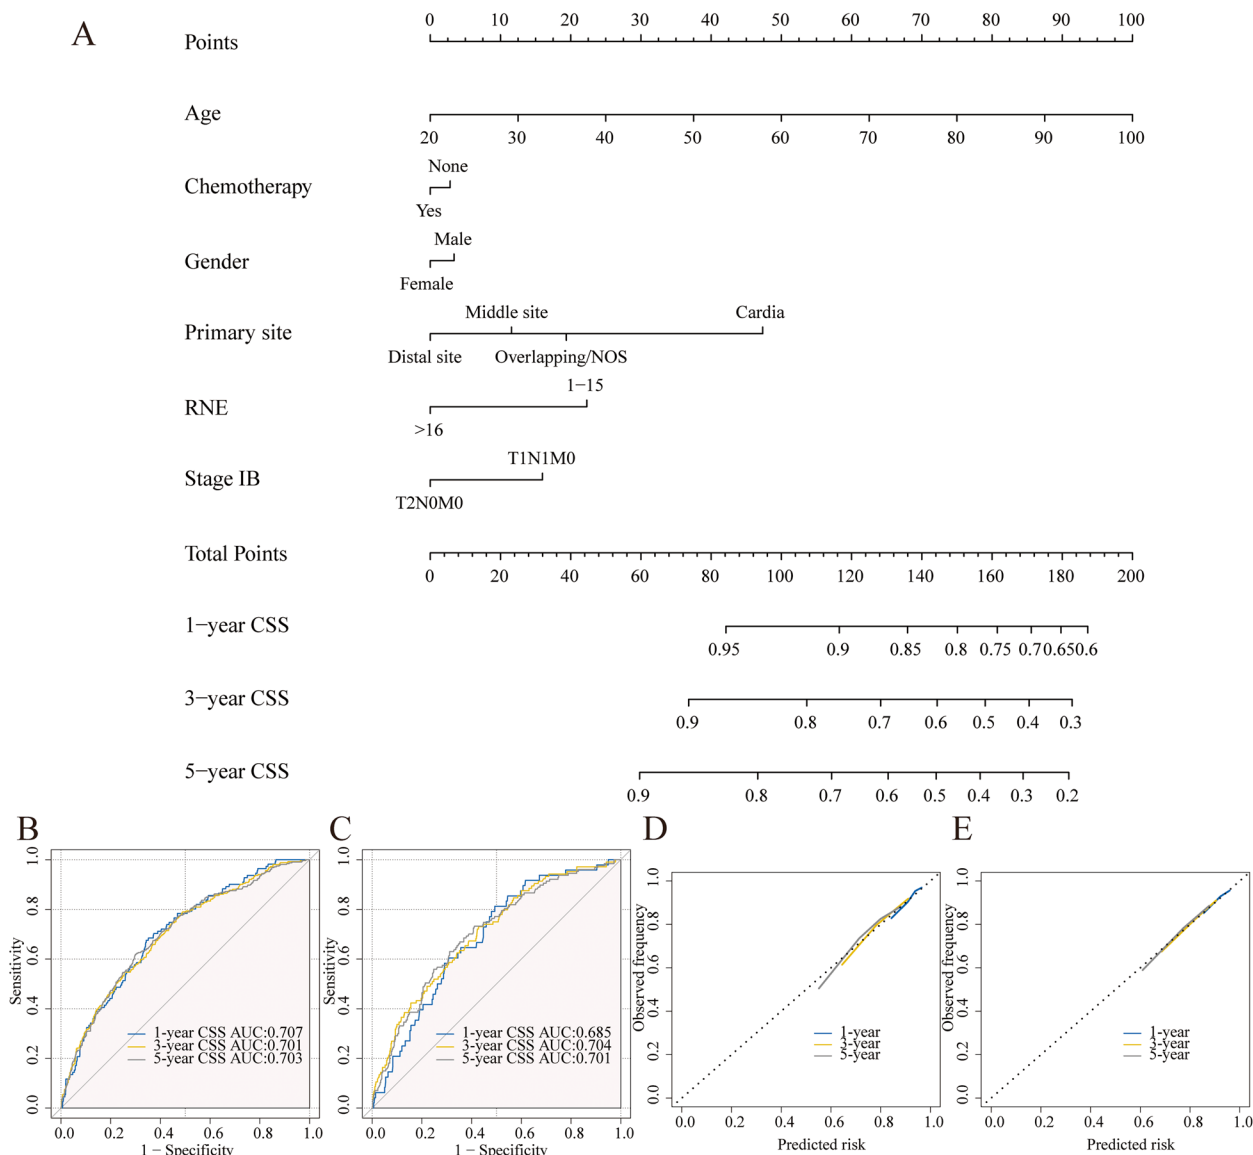 A
0 10 20 30 40 50 60 70 80 90 100
Points
Age
20 30 40 50 60 70 80 90 100
None
Chemotherapy
Yes
Male
Gender
Female
Middle site Cardia
Primary site
Distal site Overlapping/NOS
1−15
RNE
>16
T1N1M0
Stage IB
T2N0M0
Total Points
0 20 40 60 80 100 120 140 160 180 200
1−year CSS
0.95 0.9 0.85 0.8 0.75 0.7 0.65 0.6
3−year CSS
0.9 0.8 0.7 0.6 0.5 0.4 0.3
5−year CSS
0.9 0.8 0.7 0.6 0.5 0.4 0.3 0.2
B
Sensitivity
0.0 0.2 0.4 0.6 0.8 1.0
1−year CSS AUC:0.707
3−year CSS AUC:0.701
5−year CSS AUC:0.703
0.0 0.2 0.4 0.6 0.8 1.0
1 − Specificity
C
Sensitivity
0.0 0.2 0.4 0.6 0.8 1.0
1−year CSS AUC:0.685
3−year CSS AUC:0.704
5−year CSS AUC:0.701
0.0 0.2 0.4 0.6 0.8 1.0
1 − Specificity
D
Observed frequency
0.0 0.2 0.4 0.6 0.8 1.0
1−year
3−year
5−year
0.0 0.2 0.4 0.6 0.8 1.0
Predicted risk
E
Observed frequency
0.0 0.2 0.4 0.6 0.8 1.0
1−year
3−year
5−year
0.0 0.2 0.4 0.6 0.8 1.0
Predicted risk